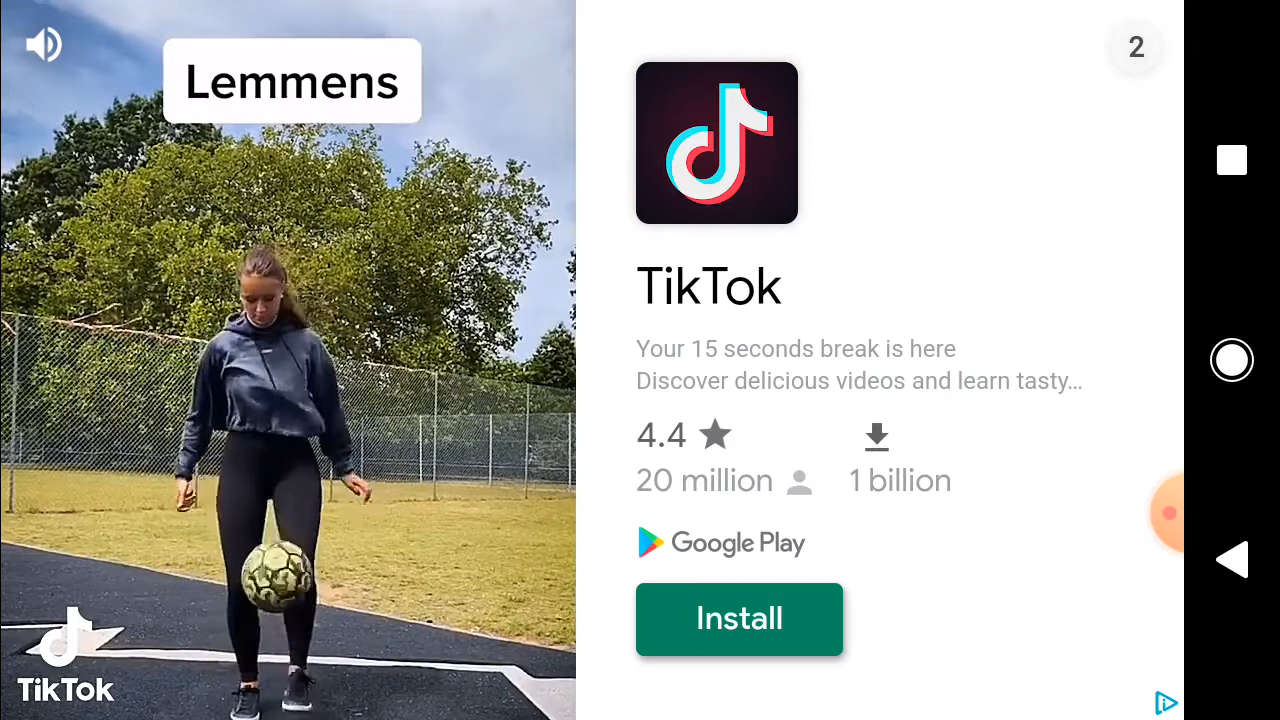 Lemmens
TikTok
2
TikTok
Your 15 seconds break is here
Discover delicious videos and learn tasty...
4.4
20 million
1 billion
Google Play
Install